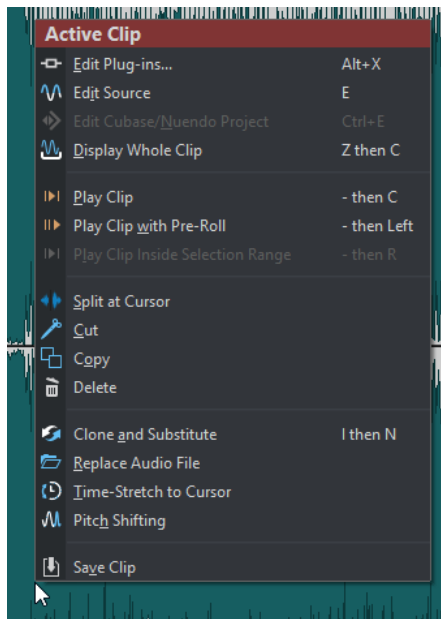 Active Clip
Edit Plug-ins... Alt+X
Edit Source E
Edit Cubase/Nuendo Project Ctrl+E
Display Whole Clip Z then C
Play Clip - then C
Play Clip with Pre-Roll - then Left
Play Clip Inside Selection Range - then R
Split at Cursor
Cut
Copy
Delete
Clone and Substitute I then N
Replace Audio File
Time-Stretch to Cursor
Pitch Shifting
Save Clip